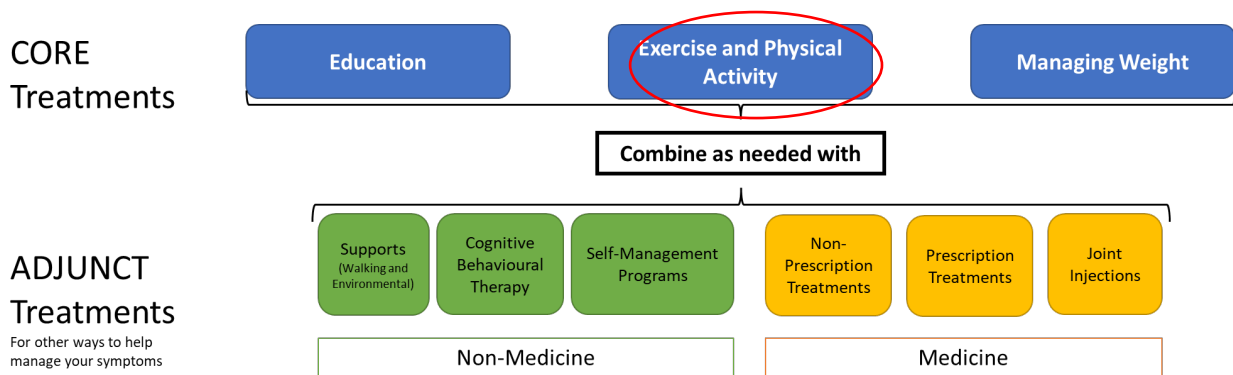 CORE
Treatments
Education
Exercise and Physical
Activity
Managing Weight
Combine as needed with
ADJUNCT
Treatments
For other ways to help
manage your symptoms
Supports
(Walking and
Environmental)
Cognitive
Behavioural
Therapy
Self-Management
Programs
Non-
Prescription
Treatments
Prescription
Treatments
Joint
Injections
Non-Medicine
Medicine